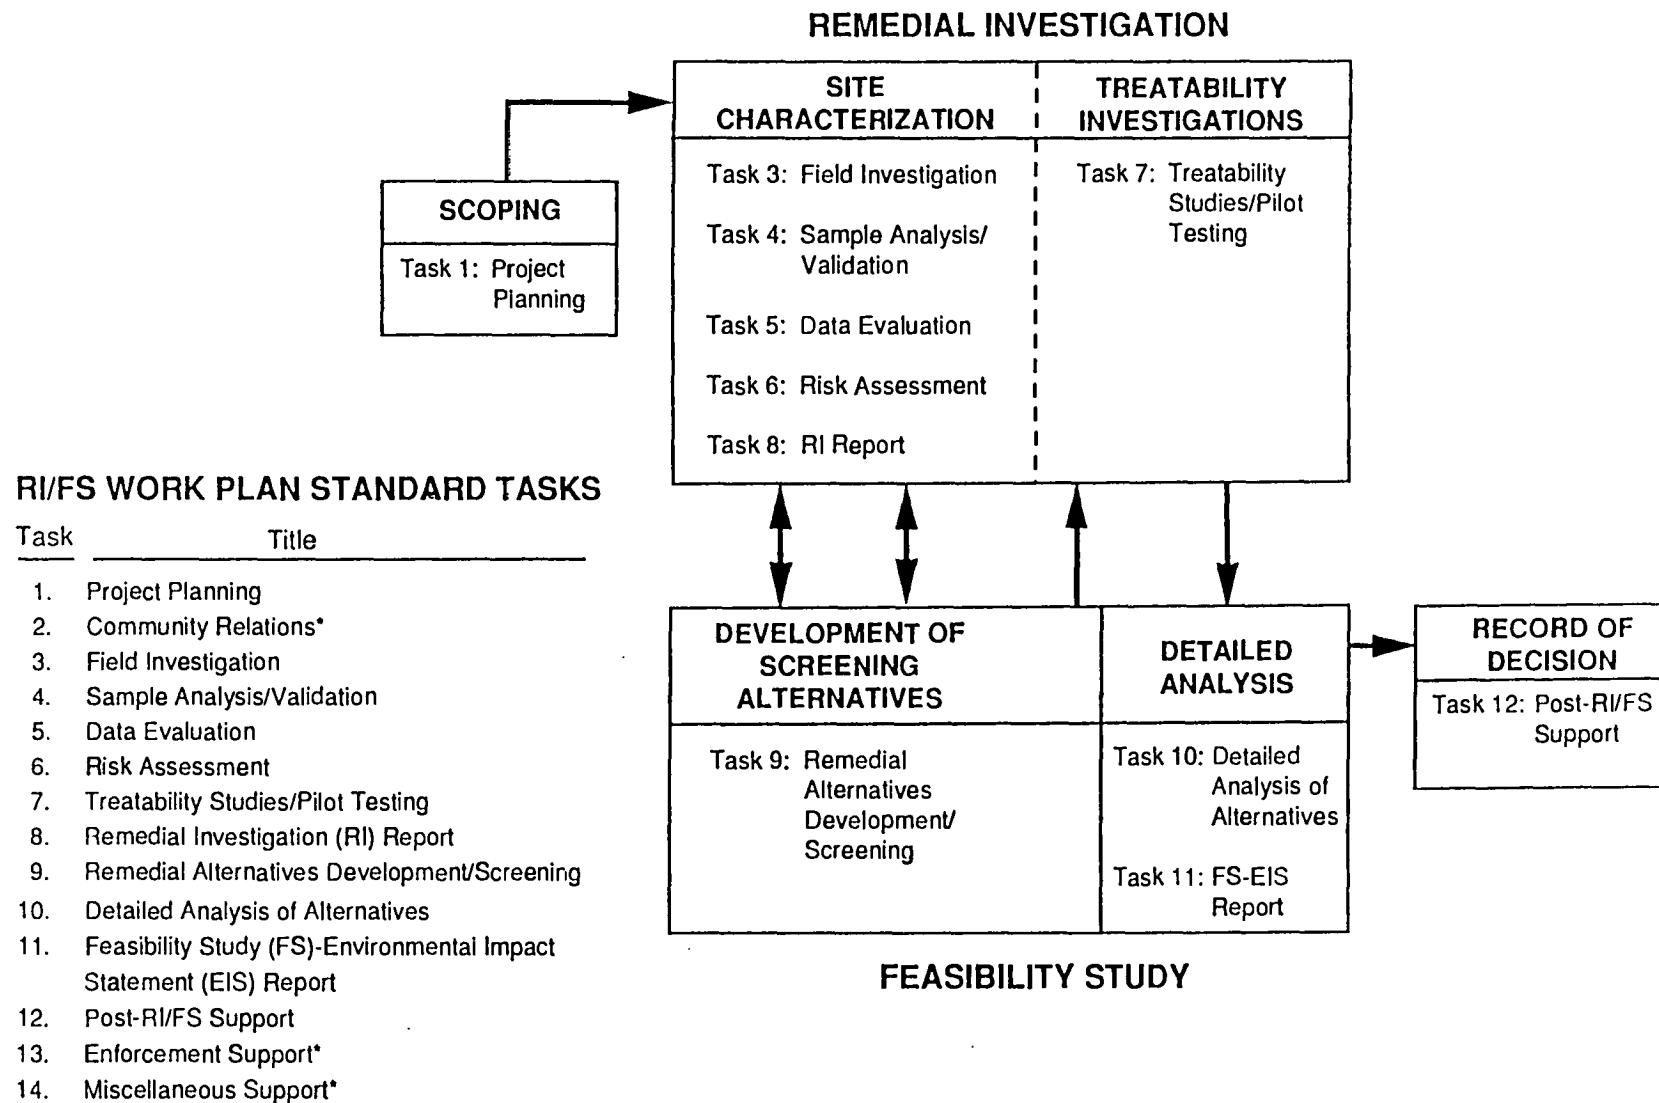 REMEDIAL INVESTIGATION
SITE
CHARACTERIZATION
TREATABILITY
INVESTIGATIONS
Task 3: Field Investigation
Task 4: Sample Analysis/
Validation
Task 5: Data Evaluation
Task 6: Risk Assessment
Task 8: RI Report
Task 7: Treatability
Studies/Pilot
Testing
SCOPING
Task 1: Project
Planning
RI/FS WORK PLAN STANDARD TASKS
Task Title
1. Project Planning
2. Community Relations*
3. Field Investigation
4. Sample Analysis/Validation
5. Data Evaluation
6. Risk Assessment
7. Treatability Studies/Pilot Testing
8. Remedial Investigation (RI) Report
9. Remedial Alternatives Development/Screening
10. Detailed Analysis of Alternatives
11. Feasibility Study (FS)-Environmental Impact
Statement (EIS) Report
12. Post-RI/FS Support
13. Enforcement Support*
14. Miscellaneous Support*
DEVELOPMENT OF
SCREENING
ALTERNATIVES
Task 9: Remedial
Alternatives
Development/
Screening
DETAILED
ANALYSIS
Task 10: Detailed
Analysis of
Alternatives
Task 11: FS-EIS
Report
RECORD OF
DECISION
Task 12: Post-RI/FS
Support
FEASIBILITY STUDY